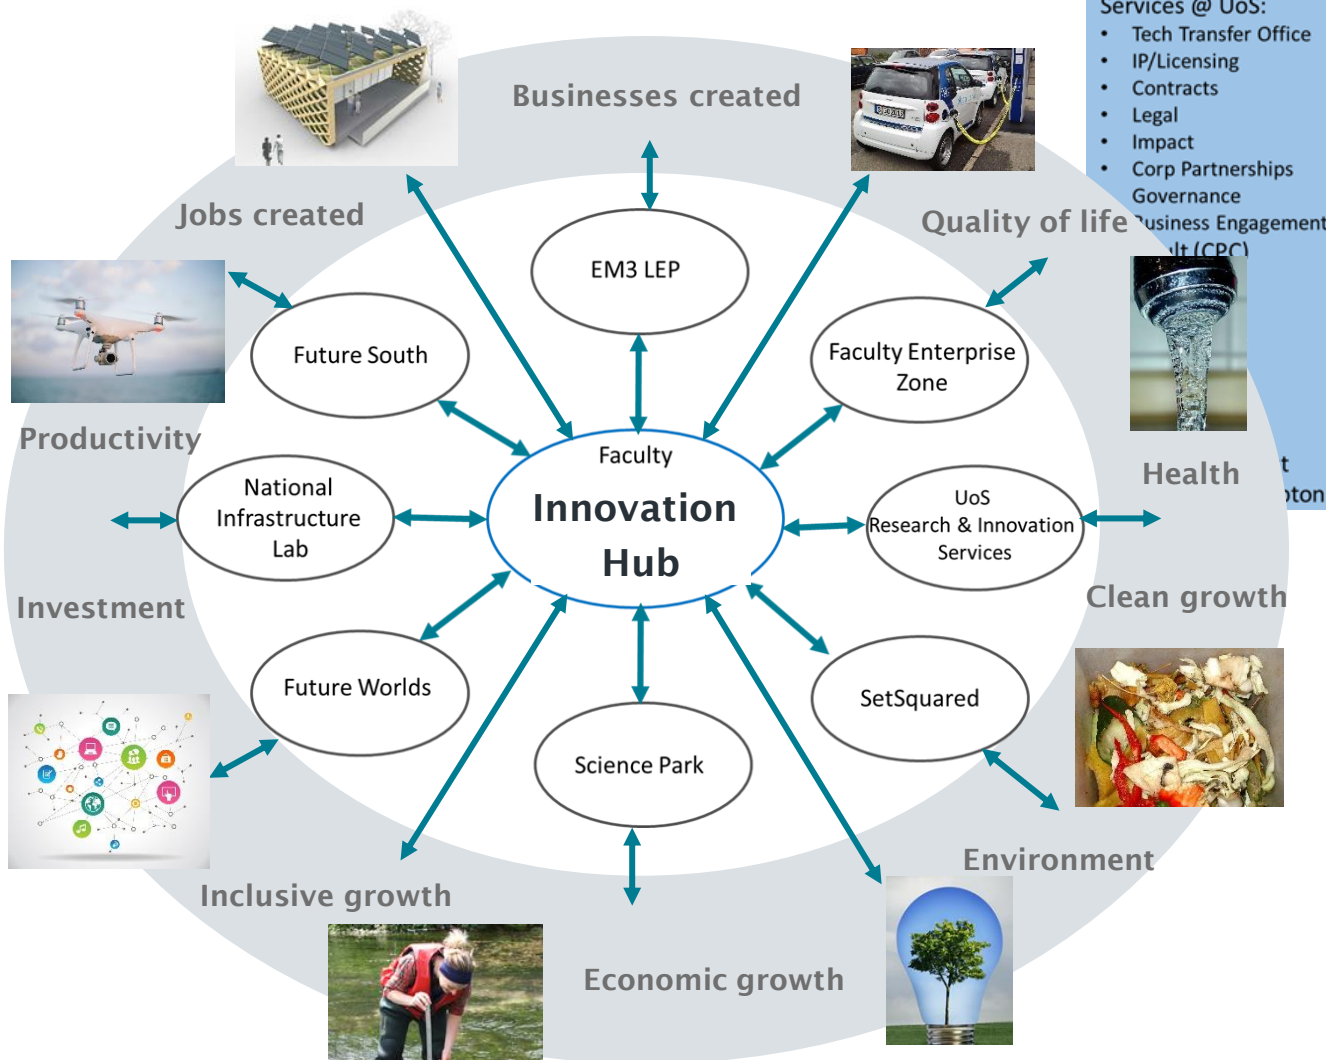 Services @ UoS:
• Tech Transfer Office
• IP/Licensing
• Contracts
• Legal
• Impact
• Corp Partnerships
Governance
Business Engagement
(CPC)
Businesses created
Jobs created
Quality of life
EM3 LEP
Future South
Faculty Enterprise
Zone
Productivity
Health
National
Infrastructure
Lab
Faculty
Innovation
Hub
UoS
Research & Innovation
Services
Investment
Clean growth
Future Worlds
SetSquared
Science Park
Inclusive growth
Environment
Economic growth